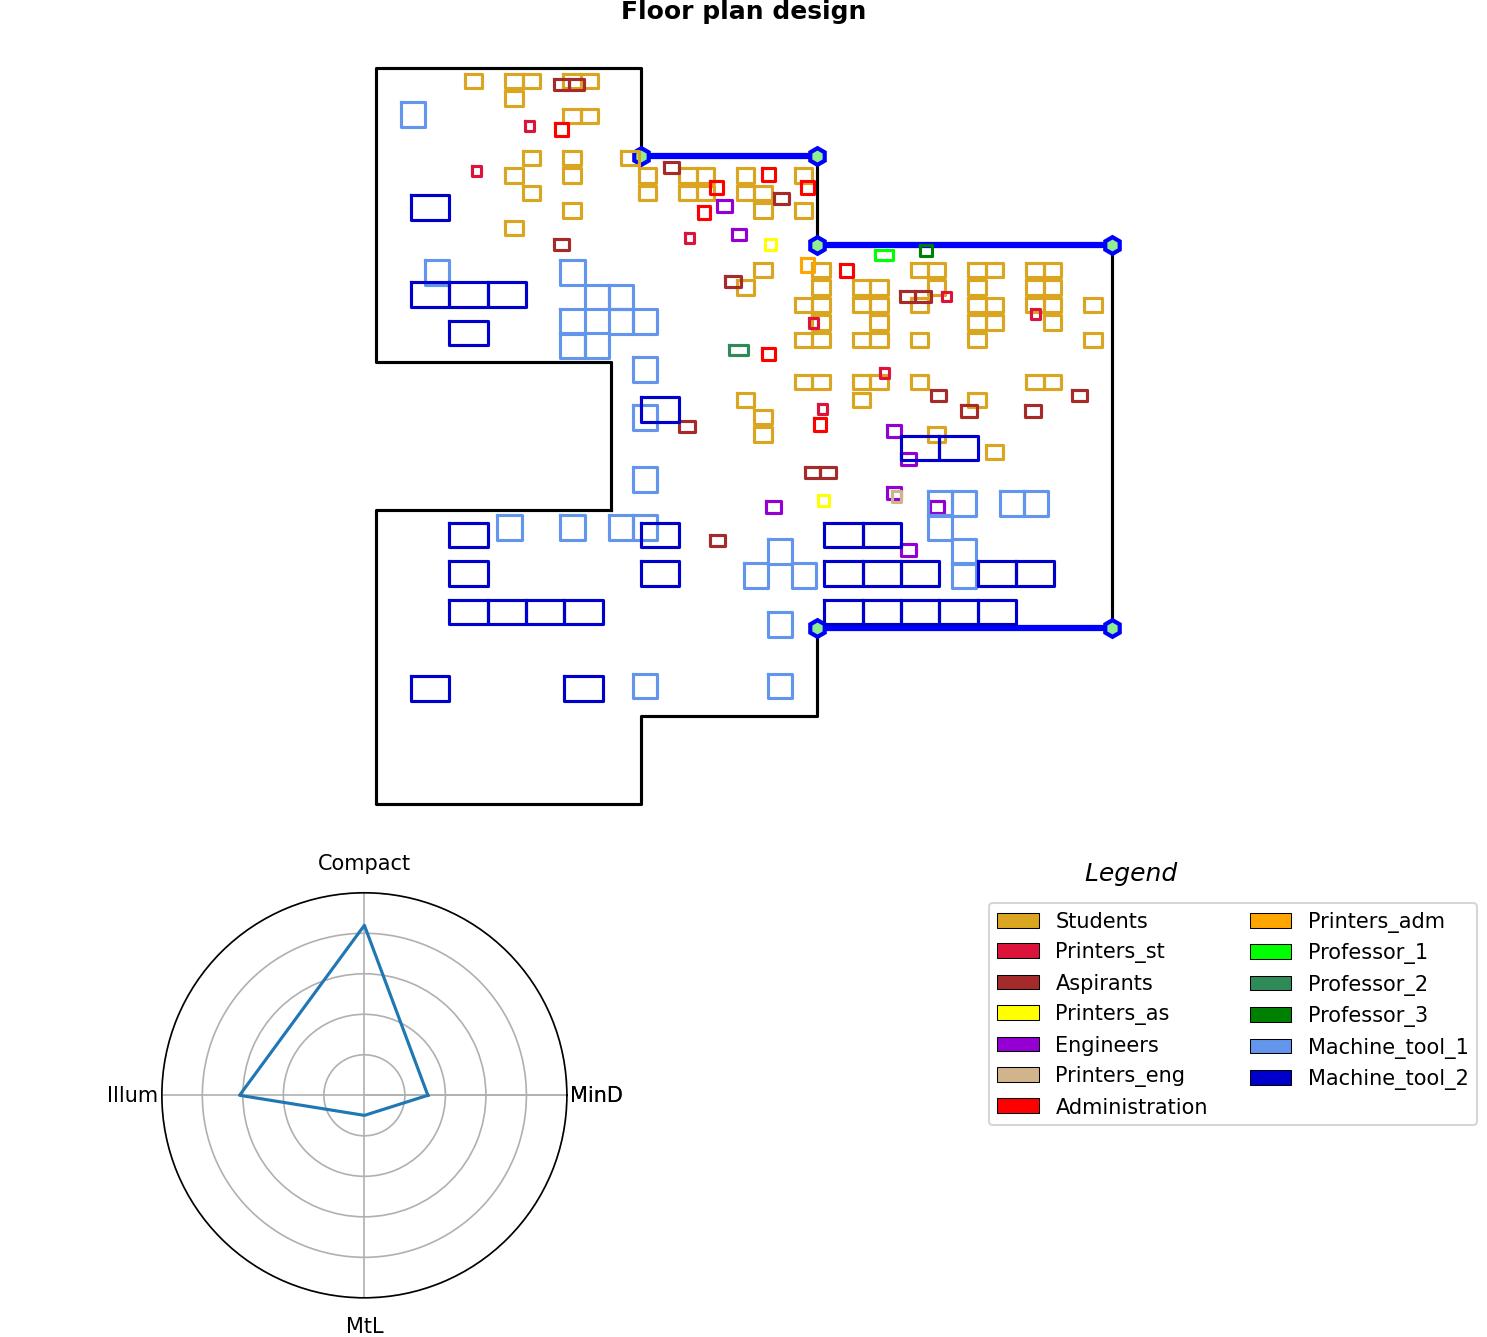 Floor plan design
Compact
Illum
MinD
MtL
Legend
Students
Printers_st
Aspirants
Printers_as
Engineers
Printers_eng
Administration
Printers_adm
Professor_1
Professor_2
Professor_3
Machine_tool_1
Machine_tool_2